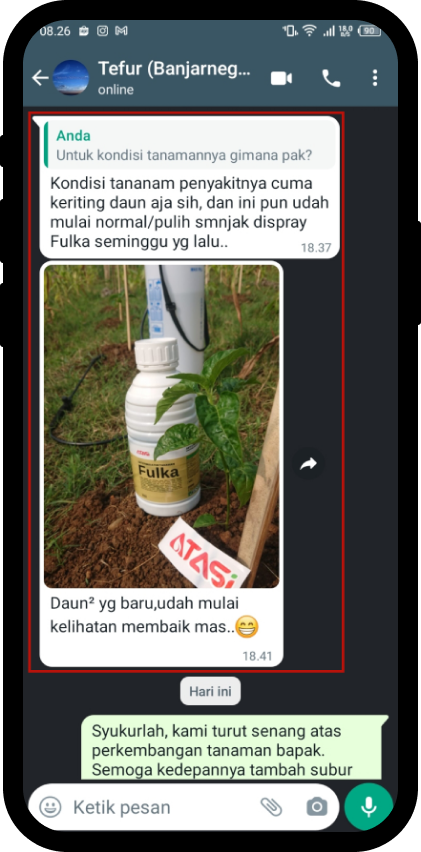 08.26
18,0
K/S
90
Tefur (Banjarneg...
online
Anda
Untuk kondisi tanamannya gimana pak?
Kondisi tananam penyakitnya cuma
keriting daun aja sih, dan ini pun udah
mulai normal/pulih smnjak dispray
Fulka seminggu yg lalu..
18.37
Fulka
ATASI
Daun² yg baru,udah mulai
kelihatan membaik mas..😁
18.41
Hari ini
Syukurlah, kami turut senang atas
perkembangan tanaman bapak.
Semoga kedepannya tambah subur
Ketik pesan